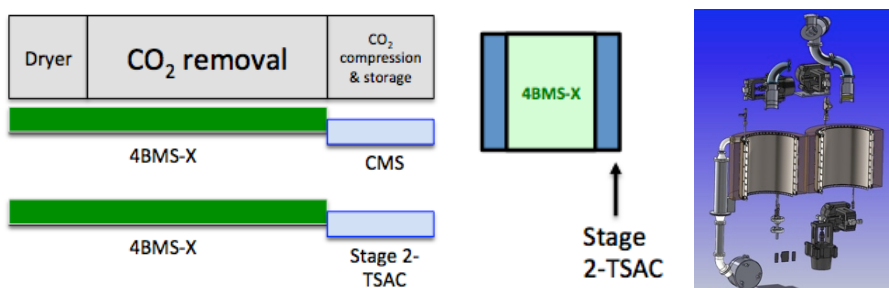 Dryer
CO₂ removal
CO₂
compression
& storage
4BMS-X
CMS
4BMS-X
Stage 2-
TSAC
4BMS-X
Stage
2-TSAC